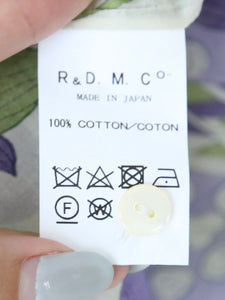 R & D. M. Co-
MADE IN JAPAN
100% COTTON/COTON
F W